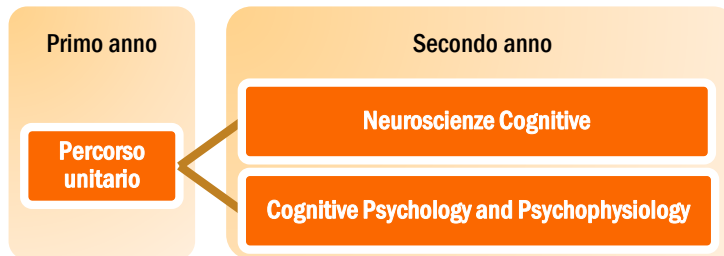 Primo anno
Secondo anno
Percorso
unitario
Neuroscienze Cognitive
Cognitive Psychology and Psychophysiology